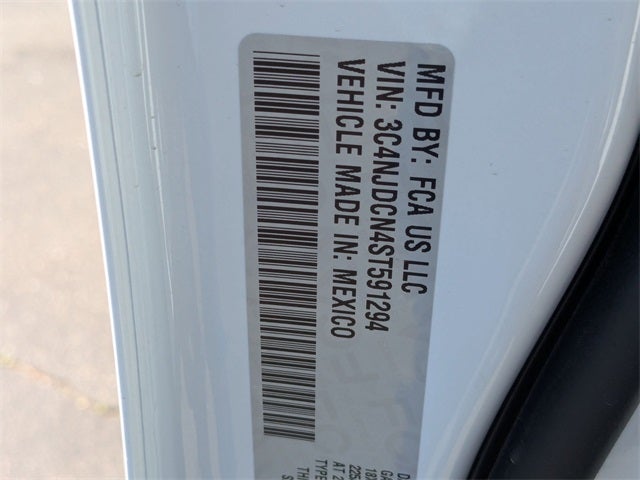 MFD BY: FCA US LLC
VIN: 3C4NJDCN4ST591294
VEHICLE MADE IN: MEXICO